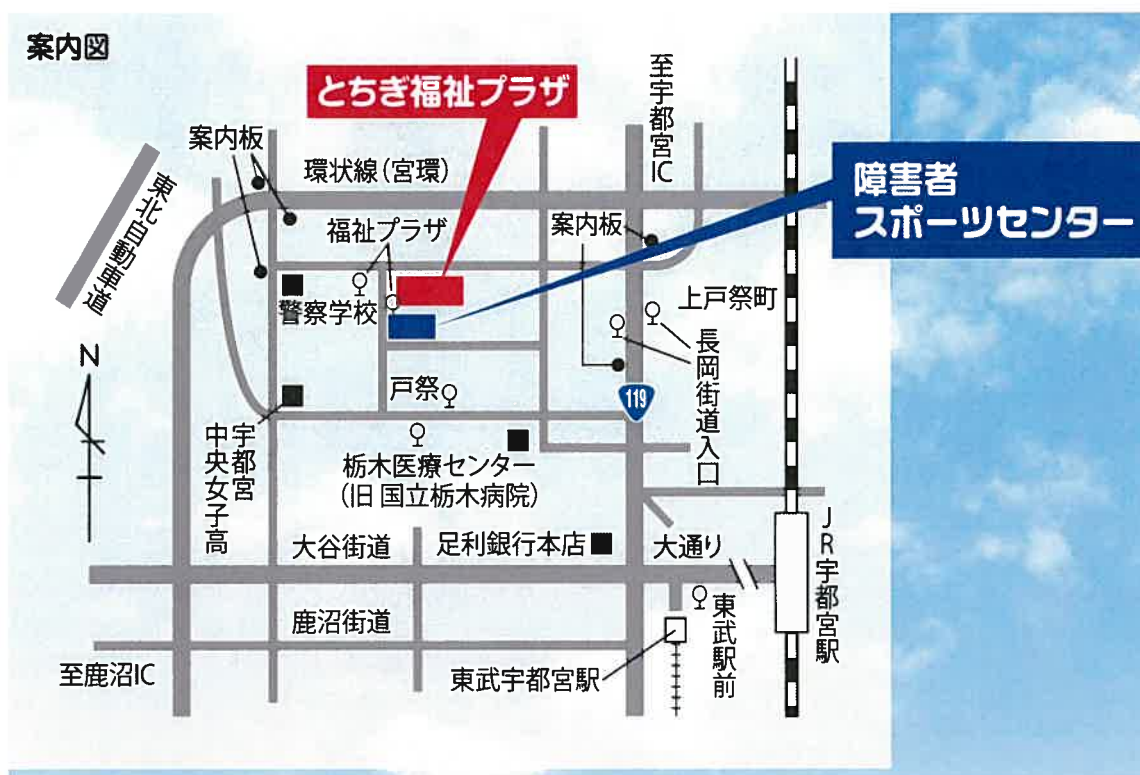 案内図
とちぎ福祉プラザ
至宇都宮IC
案内板
環状線(宮環)
障害者
スポーツセンター
東北自動車道
福祉プラザ
案内板
警察学校
上戸祭町
N
長岡街道入口
戸祭
119
宇都宮
中央女子高
栃木医療センター
(旧 国立栃木病院)
大谷街道
足利銀行本店
大通り
JR宇都宮駅
鹿沼街道
東武駅前
至鹿沼IC
東武宇都宮駅